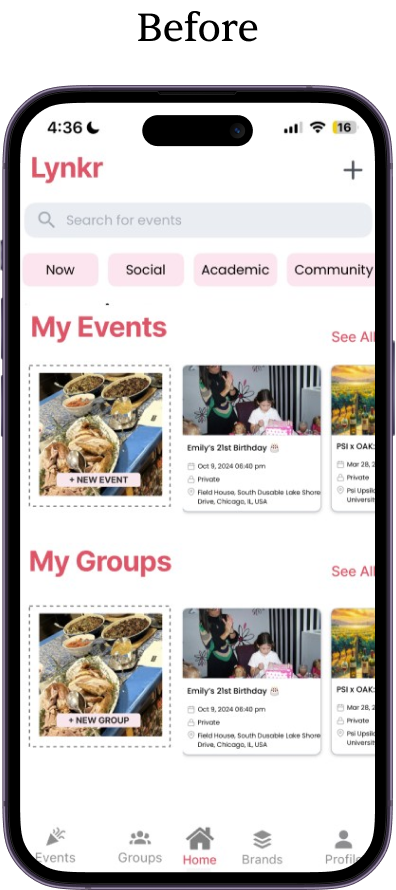 Before
4:36
16
Lynkr
Search for events
Now
Social
Academic
Community
My Events
See All
+ NEW EVENT
Emily's 21st Birthday
Oct 9, 2024 06:40 pm
Private
Field House, South Dusable Lake Shore
Drive, Chicago, IL, USA
PSI x OAK:
Mar 28, 2
Private
Psi Upsil
Universit
My Groups
See All
+ NEW GROUP
Emily's 21st Birthday
Oct 9, 2024 06:40 pm
Private
Field House, South Dusable Lake Shore
Drive, Chicago, IL, USA
PSI x OAK:
Mar 28, 2
Private
Psi Upsil
Universit
Events
Groups
Home
Brands
Profile